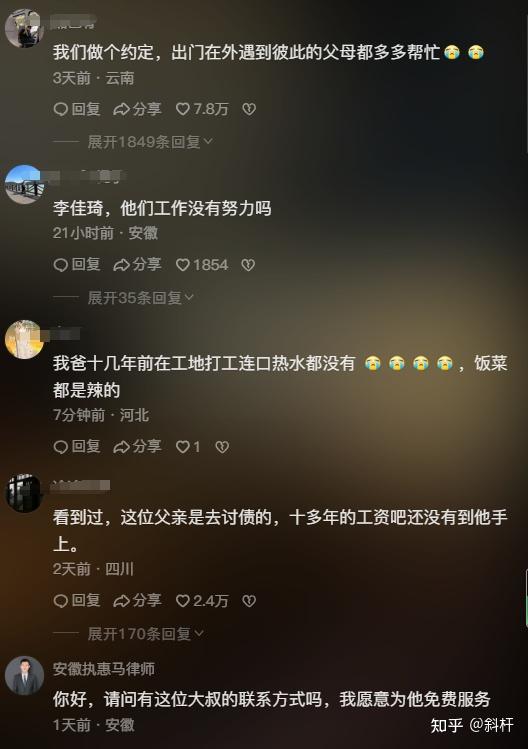 我们做个约定，出门在外遇到彼此的父母都多多帮忙😭😭
3天前·云南
回复 分享 7.8万
展开1849条回复
李佳琦，他们工作没有努力吗
21小时前·安徽
回复 分享 1854
展开35条回复
我爸十几年前在工地打工连口热水都没有😭😭😭😭，饭菜
都是辣的
7分钟前·河北
回复 分享 1
看到过，这位父亲是去讨债的，十多年的工资吧还没有到他手
上。
2天前·四川
回复 分享 2.4万
展开170条回复
安徽执惠马律师
你好，请问有这位大叔的联系方式吗，我愿意为他免费服务
1天前·安徽
知乎 @斜杆